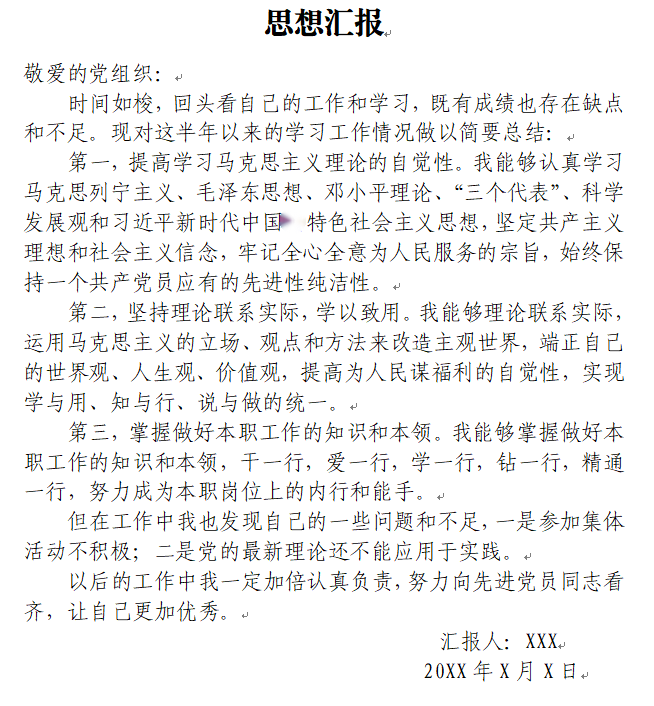 思想汇报
敬爱的党组织：
时间如梭，回头看自己的工作和学习，既有成绩也存在缺点
和不足。现对这半年以来的学习工作情况做以简要总结：
第一，提高学习马克思主义理论的自觉性。我能够认真学习
马克思列宁主义、毛泽东思想、邓小平理论、“三个代表”、科学
发展观和习近平新时代中国特色社会主义思想，坚定共产主义
理想和社会主义信念，牢记全心全意为人民服务的宗旨，始终保
持一个共产党员应有的先进性纯洁性。
第二，坚持理论联系实际，学以致用。我能够理论联系实际，
运用马克思主义的立场、观点和方法来改造主观世界，端正自己
的世界观、人生观、价值观，提高为人民谋福利的自觉性，实现
学与用、知与行、说与做的统一。
第三，掌握做好本职工作的知识和本领。我能够掌握做好本
职工作的知识和本领，干一行，爱一行，学一行，钻一行，精通
一行，努力成为本职岗位上的内行和能手。
但在工作中我也发现自己的一些问题和不足，一是参加集体
活动不积极；二是党的最新理论还不能应用于实践。
以后的工作中我一定加倍认真负责，努力向先进党员同志看
齐，让自己更加优秀。
汇报人：XXX
20XX 年 X 月 X 日